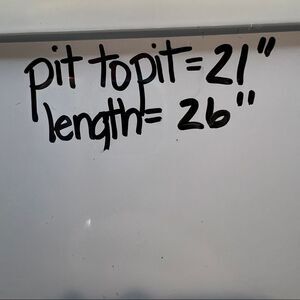 pit to pit = 21"
length = 26"